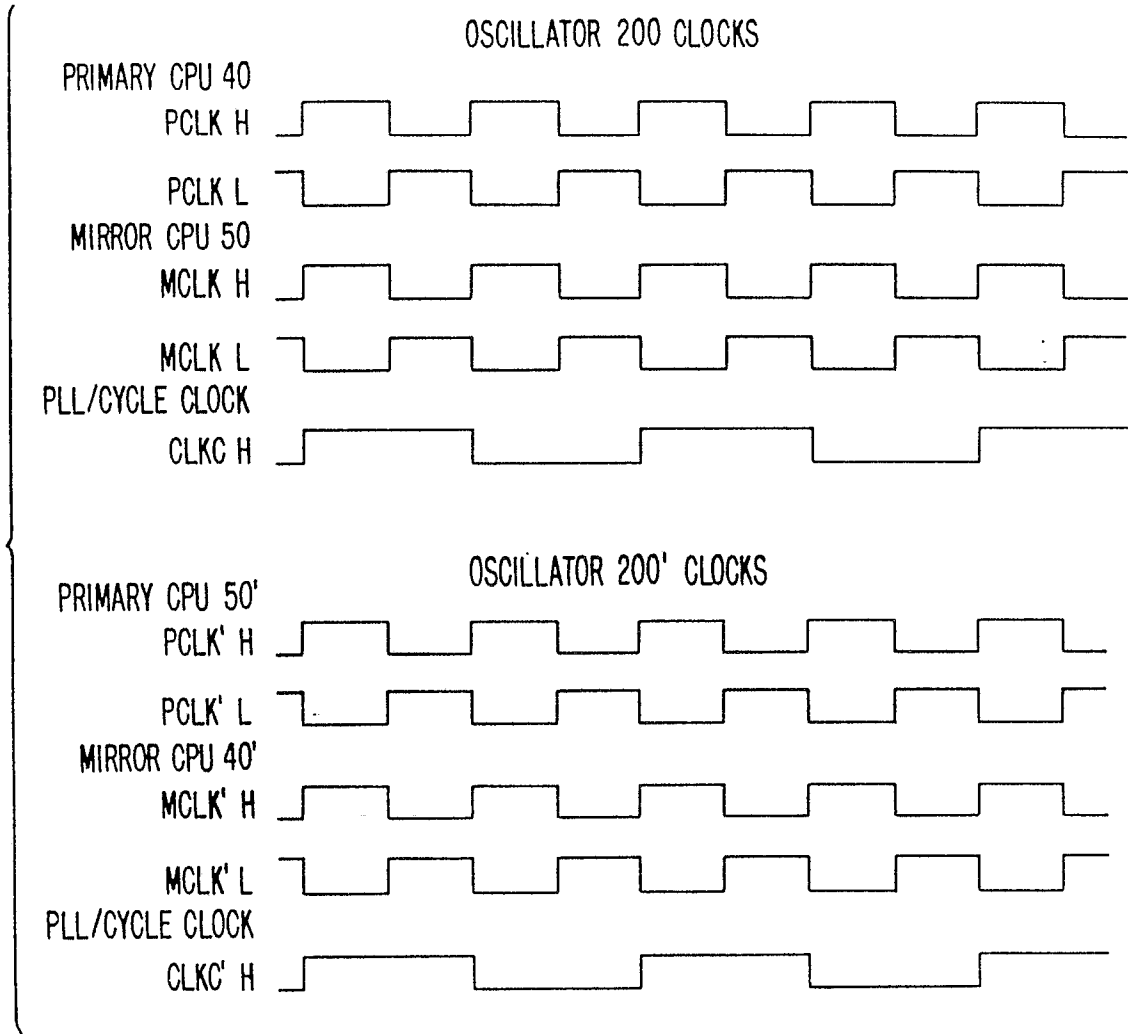 OSCILLATOR 200 CLOCKS
PRIMARY CPU 40
PCLK H
PCLK L
MIRROR CPU 50
MCLK H
MCLK L
PLL/CYCLE CLOCK
CLKC H
OSCILLATOR 200' CLOCKS
PRIMARY CPU 50'
PCLK' H
PCLK' L
MIRROR CPU 40'
MCLK' H
MCLK' L
PLL/CYCLE CLOCK
CLKC' H